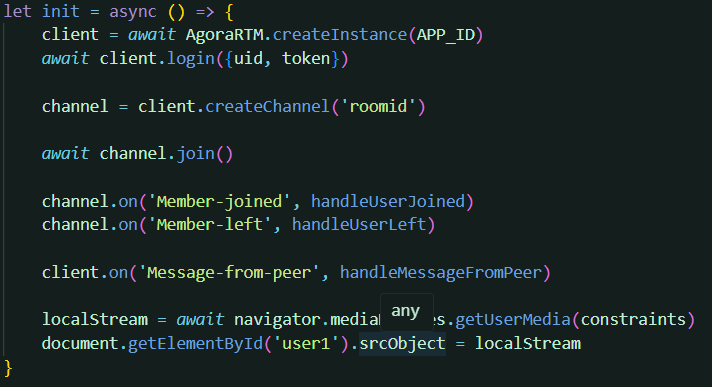 let init = async () => {
    client = await AgoraRTM.createInstance(APP_ID)
    await client.login({uid, token})
    channel = client.createChannel('roomid')
    await channel.join()
    channel.on('Member-joined', handleUserJoined)
    channel.on('Member-left', handleUserLeft)
    client.on('Message-from-peer', handleMessageFromPeer)
any
    localStream = await navigator.media es.getUserMedia(constraints)
    document.getElementById('user1').srcObject = localStream
}